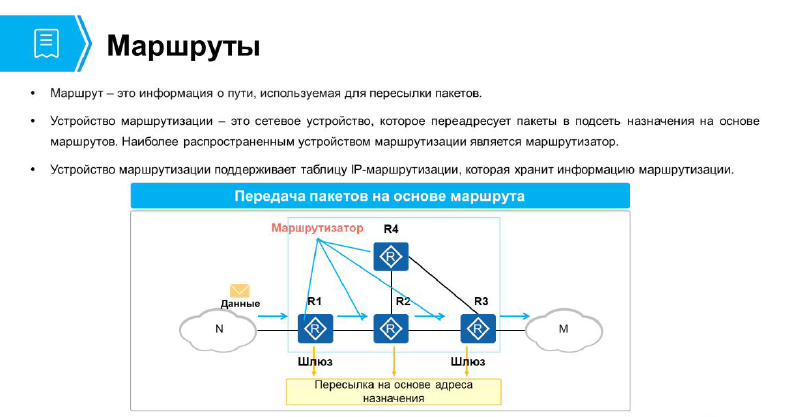 Маршруты
• Маршрут – это информация о пути, используемая для пересылки пакетов.
• Устройство маршрутизации – это сетевое устройство, которое переадресует пакеты в подсеть назначения на основе
маршрутов. Наиболее распространенным устройством маршрутизации является маршрутизатор.
• Устройство маршрутизации поддерживает таблицу IP-маршрутизации, которая хранит информацию маршрутизации.
Передача пакетов на основе маршрута
Маршрутизатор
R4
R
Данные
R1
R2
R3
N
R
R
R
M
Шлюз
Шлюз
Пересылка на основе адреса
назначения